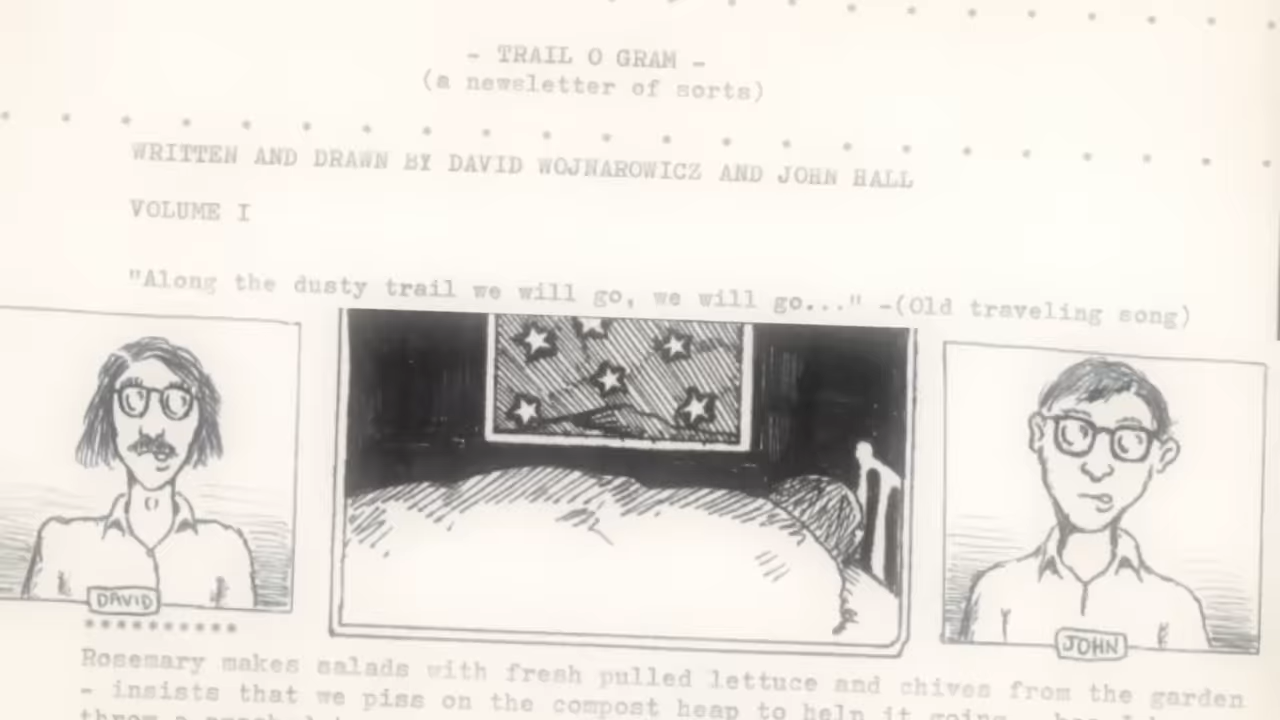 - TRAIL O GRAM -
(a newsletter of sorts)
WRITTEN AND DRAWN BY DAVID WOJNAROWICZ AND JOHN HALL
VOLUME I
"Along the dusty trail we will go, we will go..." -(Old traveling song)
DAVID
JOHN
Rosemary makes salads with fresh pulled lettuce and chives from the garden
- insists that we piss on the compost heap to help it going